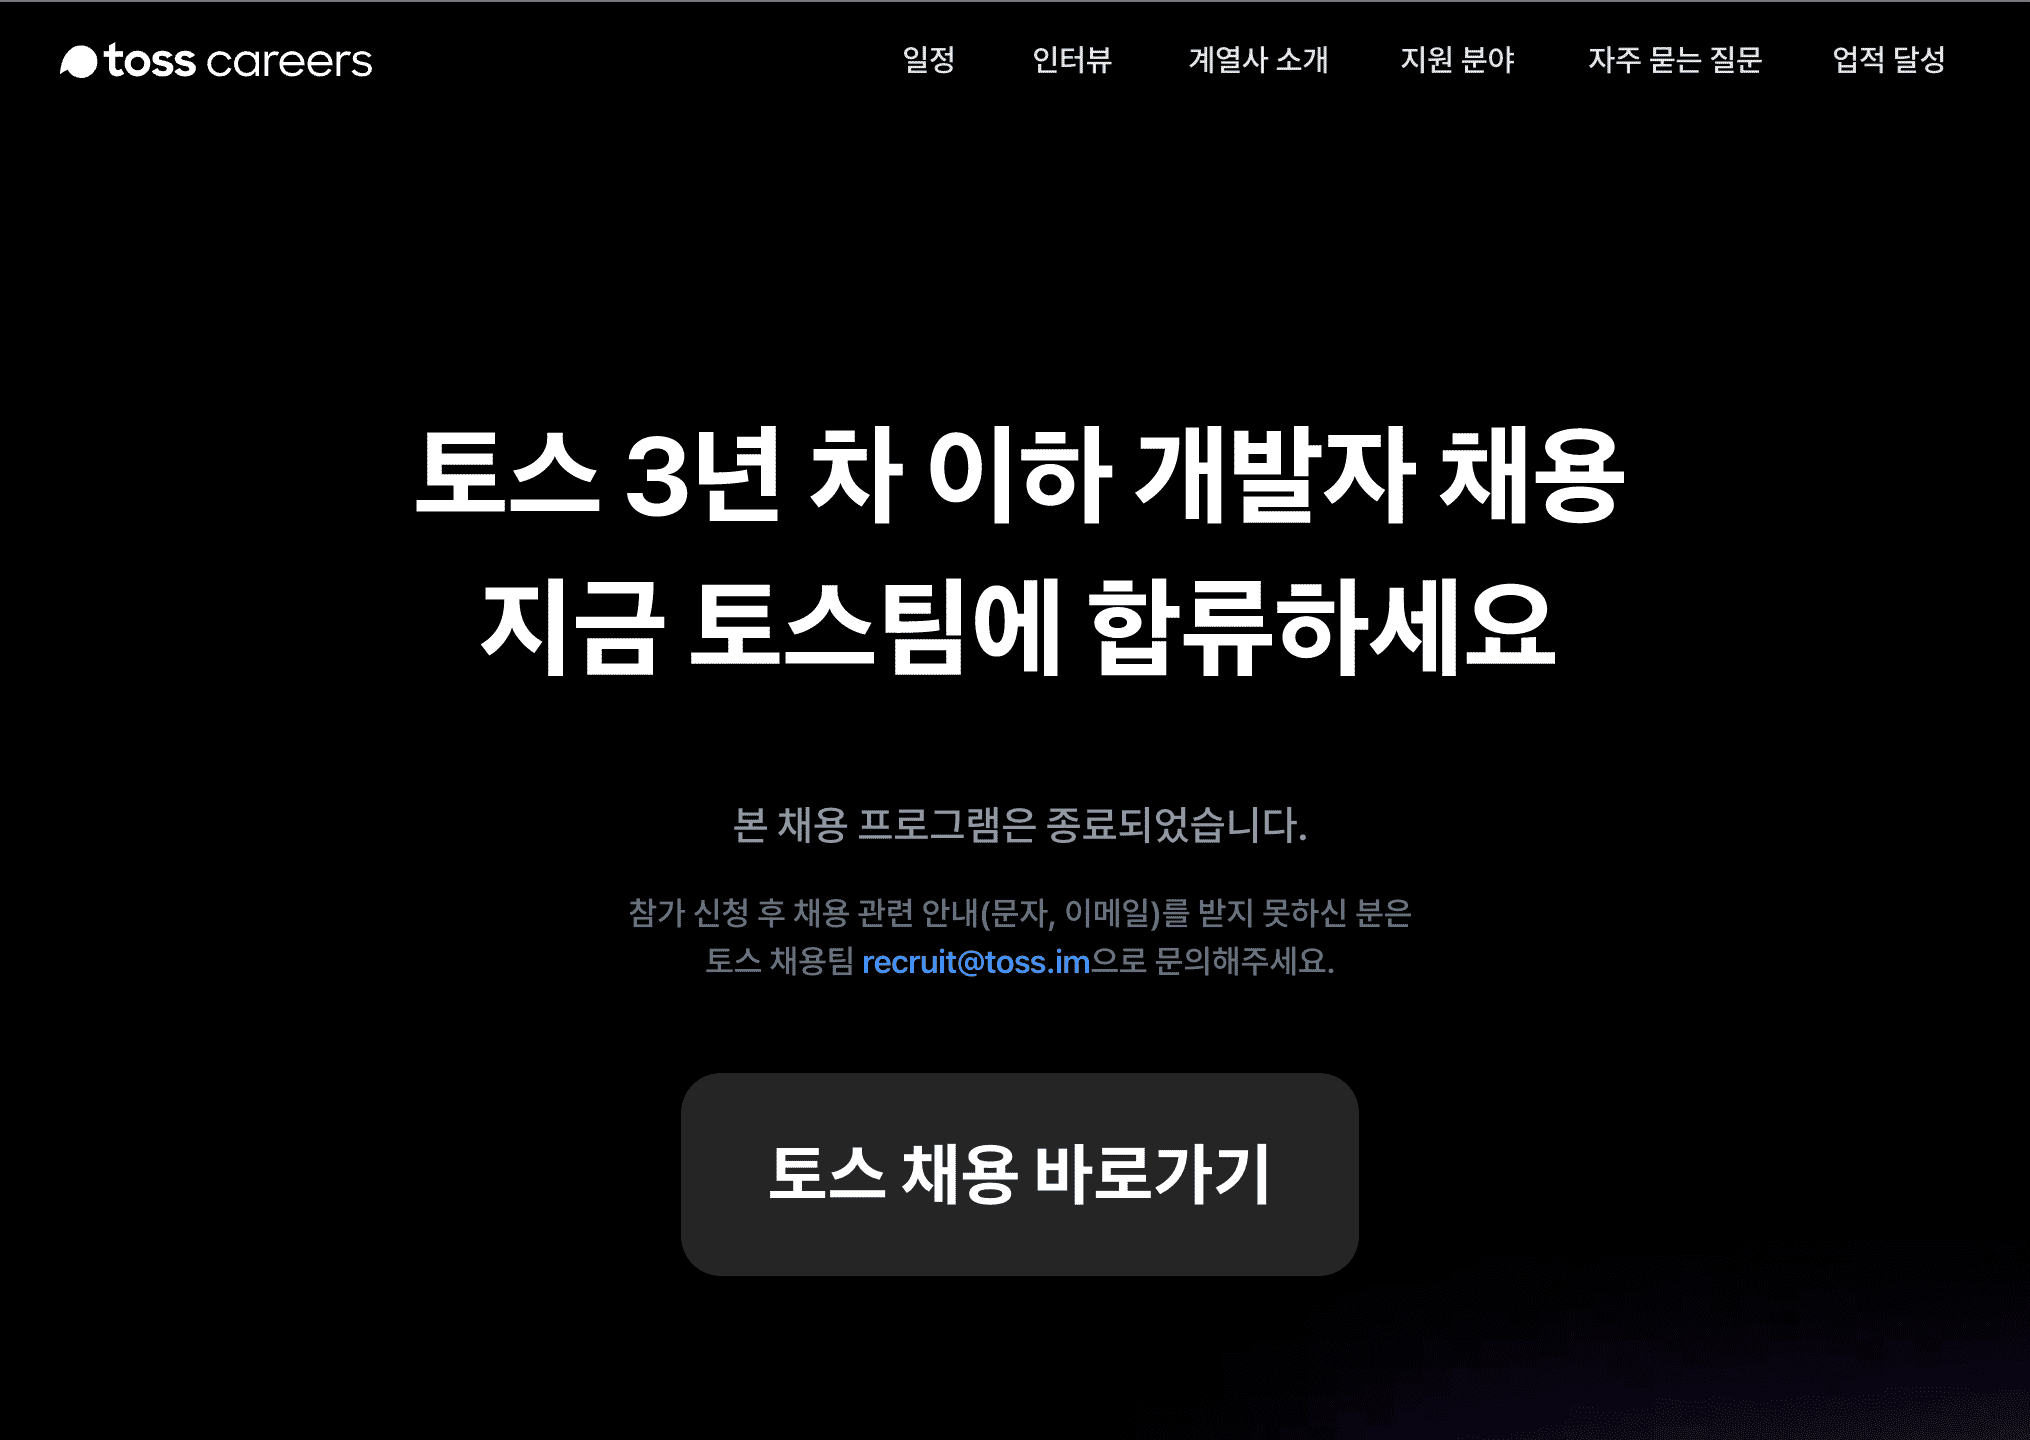 toss careers
일정 인터뷰 계열사 소개 지원 분야 자주 묻는 질문 업적 달성
토스 3년 차 이하 개발자 채용
지금 토스팀에 합류하세요
본 채용 프로그램은 종료되었습니다.
참가 신청 후 채용 관련 안내(문자, 이메일)를 받지 못하신 분은
토스 채용팀 recruit@toss.im으로 문의해주세요.
토스 채용 바로가기